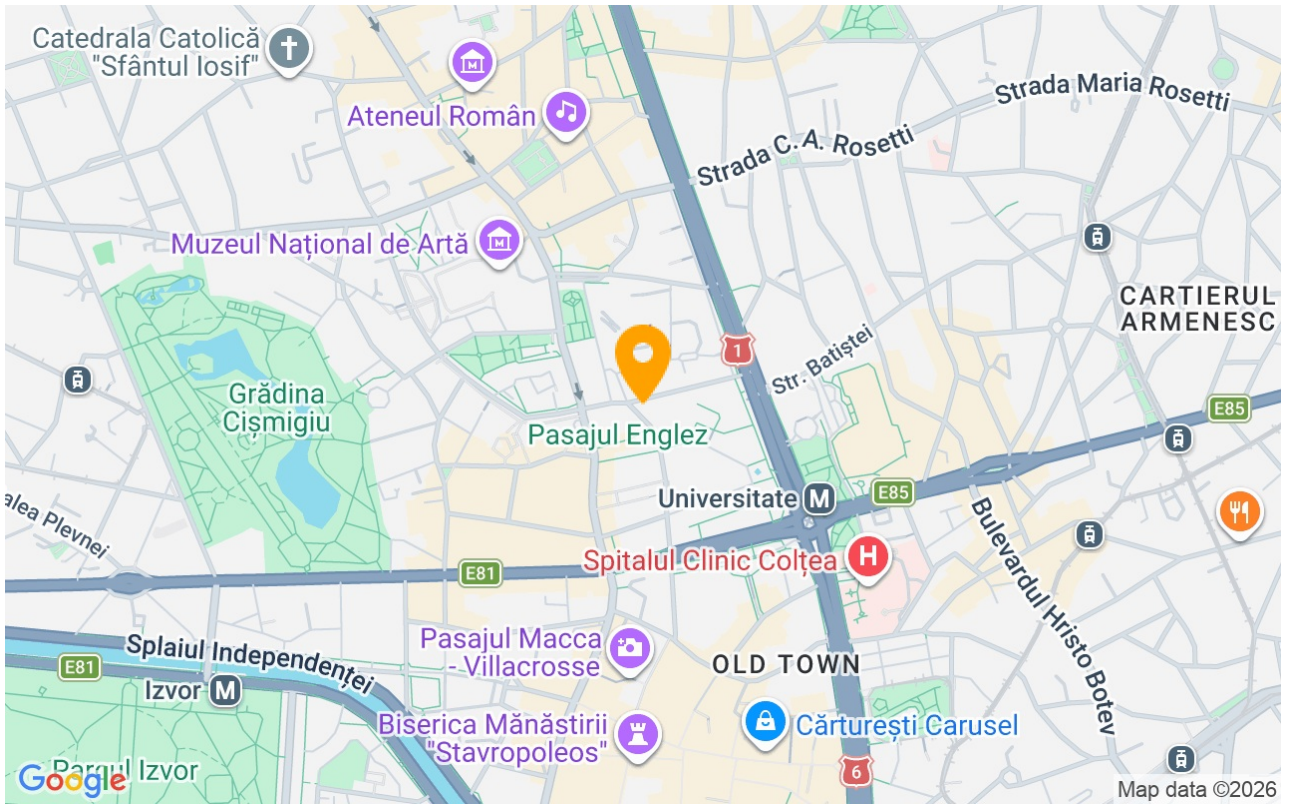 Catedrala Catolică
"Sfântul Iosif"
Ateneul Român
Strada Maria Rosetti
Strada C. A. Rosetti
Muzeul Național de Artă
CARTIERUL
ARMENESC
1
Str. Batiștei
Grădina
Cișmigiu
E85
Pasajul Englez
Universitate M
E85
alea Plevnei
Bulevardul Hristo Botev
Spitalul Clinic Colțea H
E81
Pasajul Macca
- Villacrosse
OLD TOWN
Splaiul Independenței
E81
Izvor M
Biserica Mănăstirii
"Stavropoleos"
Cărturești Carusel
6
Parcul Izvor
Google
Map data ©2026